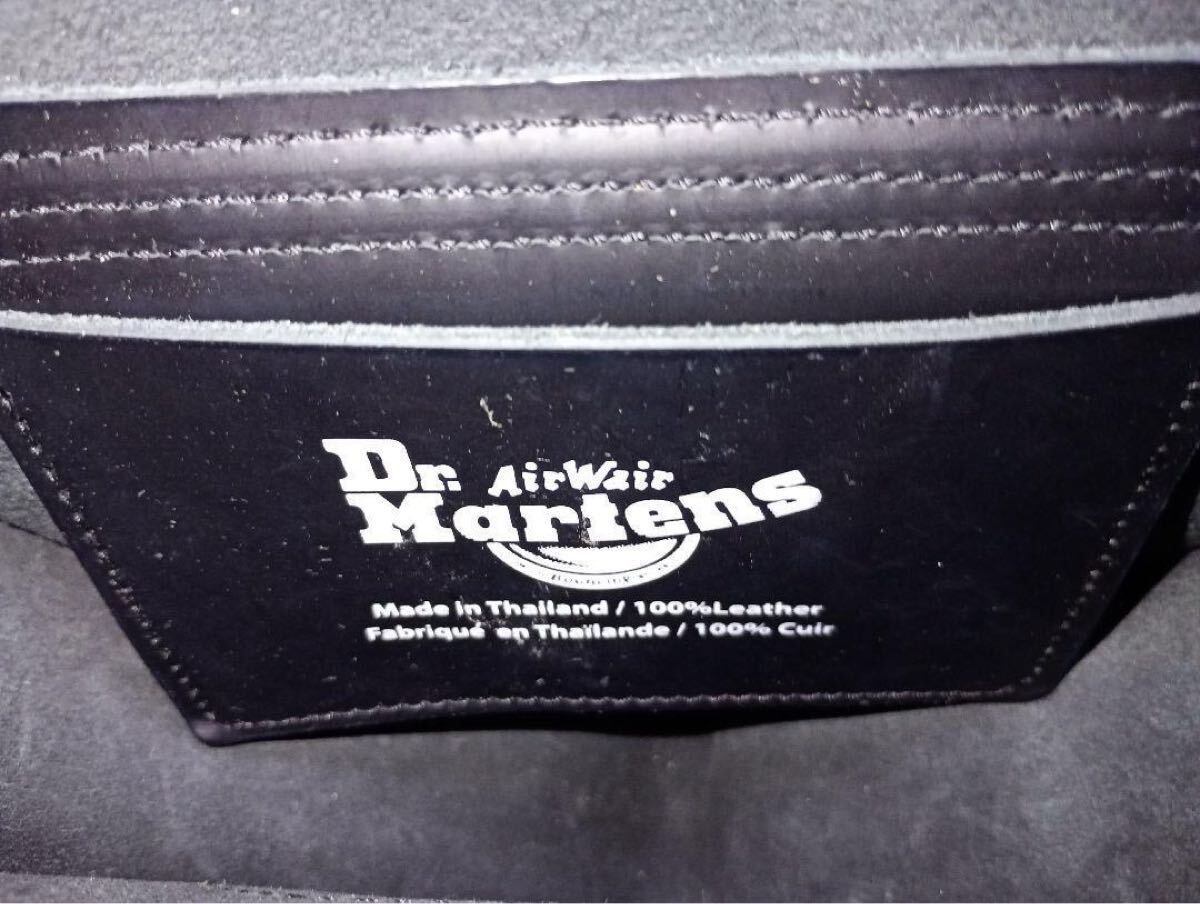 Dr. AirWair
Martens
Made in Thailand / 100%Leather
Fabriqué en Thaïlande / 100% Cuir